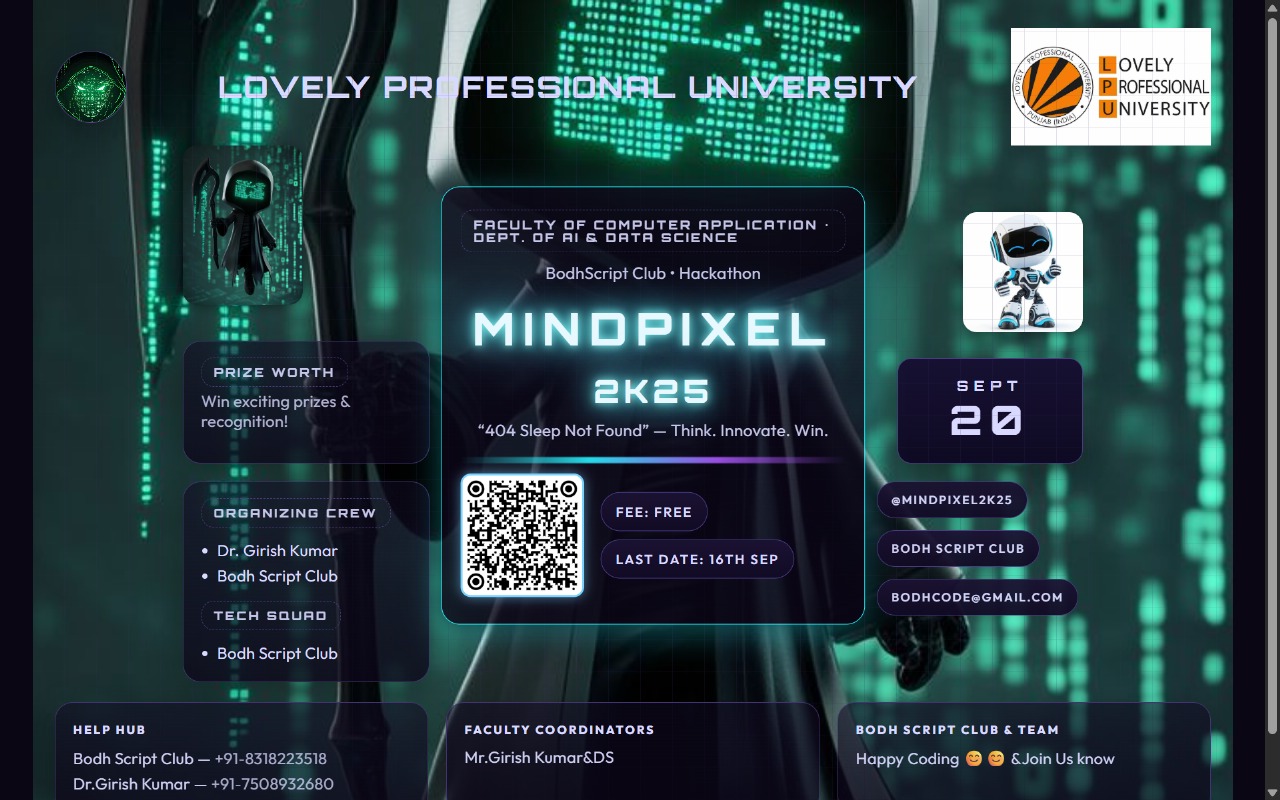 LOVELY PROFESSIONAL UNIVERSITY
LOVELY PROFESSIONAL UNIVERSITY
PUNJAB (INDIA)
LOVELY
PROFESSIONAL
UNIVERSITY
FACULTY OF COMPUTER APPLICATION ·
DEPT. OF AI & DATA SCIENCE
BodhScript Club • Hackathon
MINDPIXEL
2K25
“404 Sleep Not Found” — Think. Innovate. Win.
FEE: FREE
LAST DATE: 16TH SEP
PRIZE WORTH
Win exciting prizes &
recognition!
ORGANIZING CREW
• Dr. Girish Kumar
• Bodh Script Club
TECH SQUAD
• Bodh Script Club
SEPT
20
@MINDPIXEL2K25
BODH SCRIPT CLUB
BODHCODE@GMAIL.COM
HELP HUB
Bodh Script Club — +91-8318223518
Dr.Girish Kumar — +91-7508932680
FACULTY COORDINATORS
Mr.Girish Kumar&DS
BODH SCRIPT CLUB & TEAM
Happy Coding 😊 😊 &Join Us know